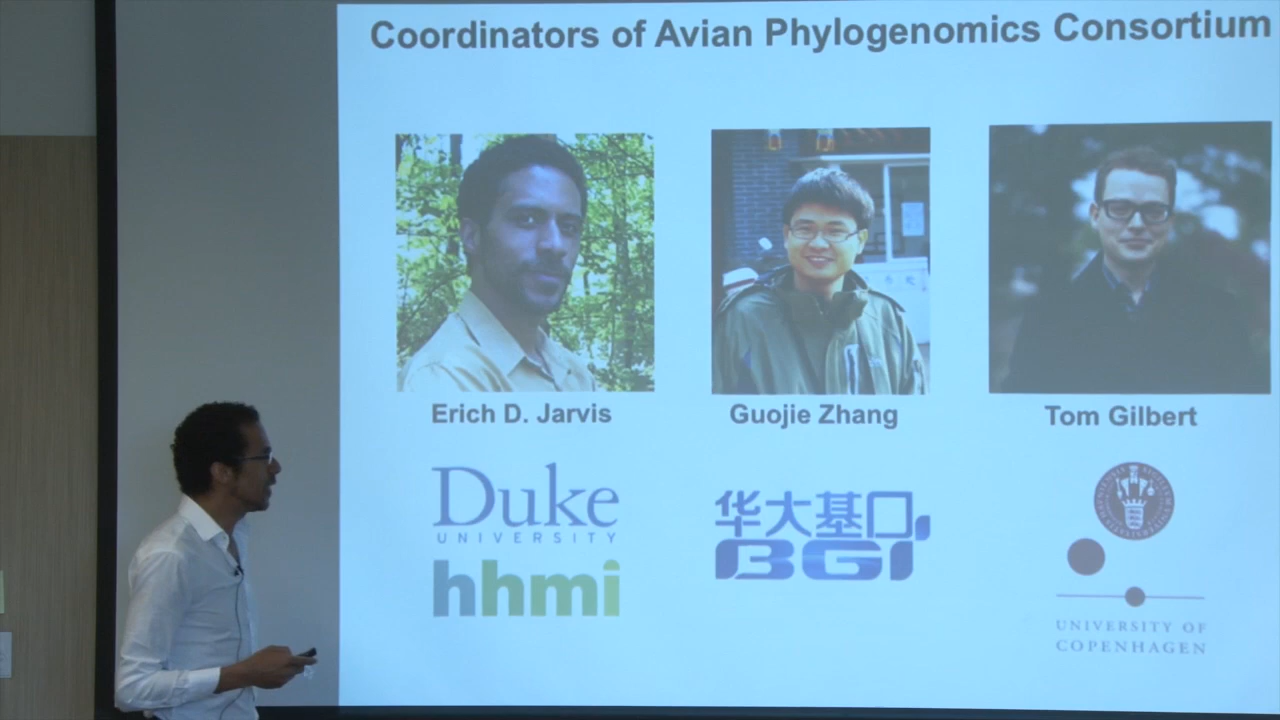 Coordinators of Avian Phylogenomics Consortium
Erich D. Jarvis
Guojie Zhang
Tom Gilbert
Duke
UNIVERSITY
hhmi
华大基因
BGI
UNIVERSITY OF
COPENHAGEN